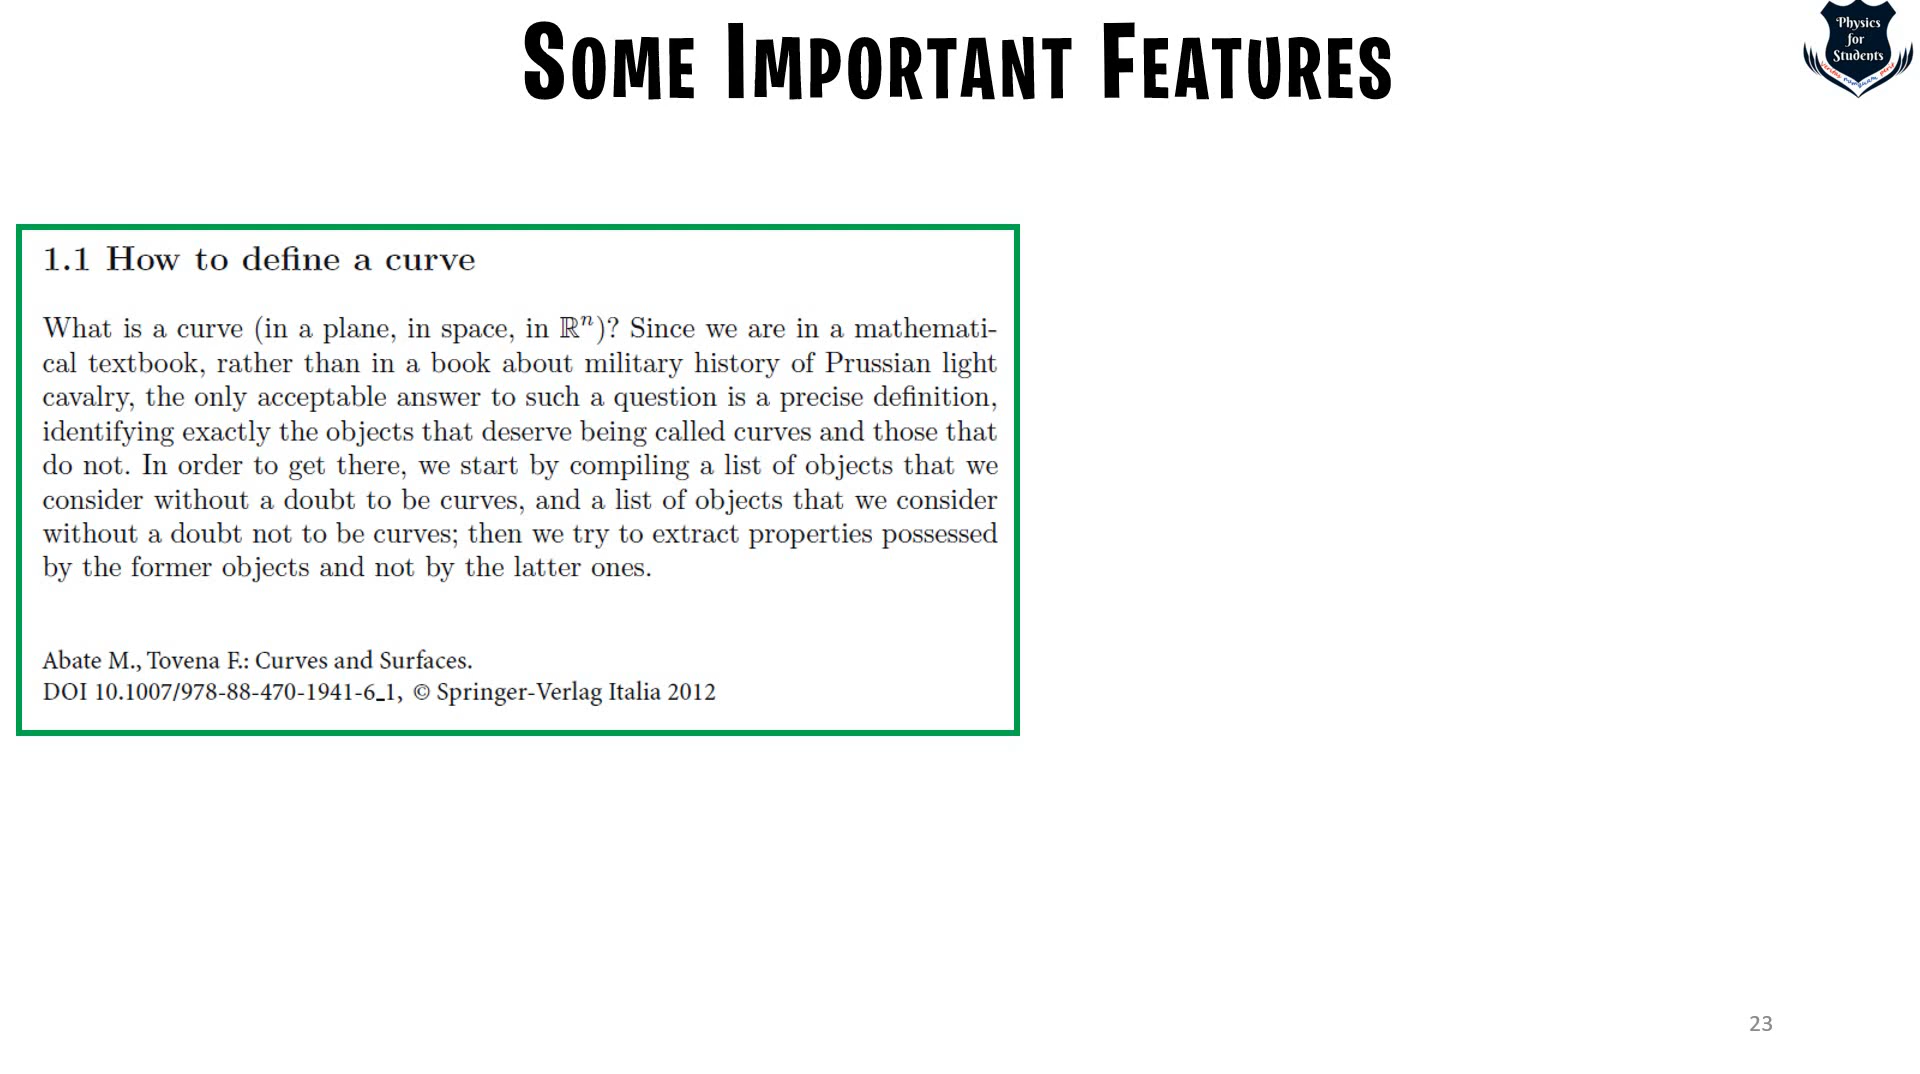 SOME IMPORTANT FEATURES
Physics
for
Students
1.1 How to define a curve
What is a curve (in a plane, in space, in ℝⁿ)? Since we are in a mathemati-
cal textbook, rather than in a book about military history of Prussian light
cavalry, the only acceptable answer to such a question is a precise definition,
identifying exactly the objects that deserve being called curves and those that
do not. In order to get there, we start by compiling a list of objects that we
consider without a doubt to be curves, and a list of objects that we consider
without a doubt not to be curves; then we try to extract properties possessed
by the former objects and not by the latter ones.
Abate M., Tovena F.: Curves and Surfaces.
DOI 10.1007/978-88-470-1941-6_1, © Springer-Verlag Italia 2012
23